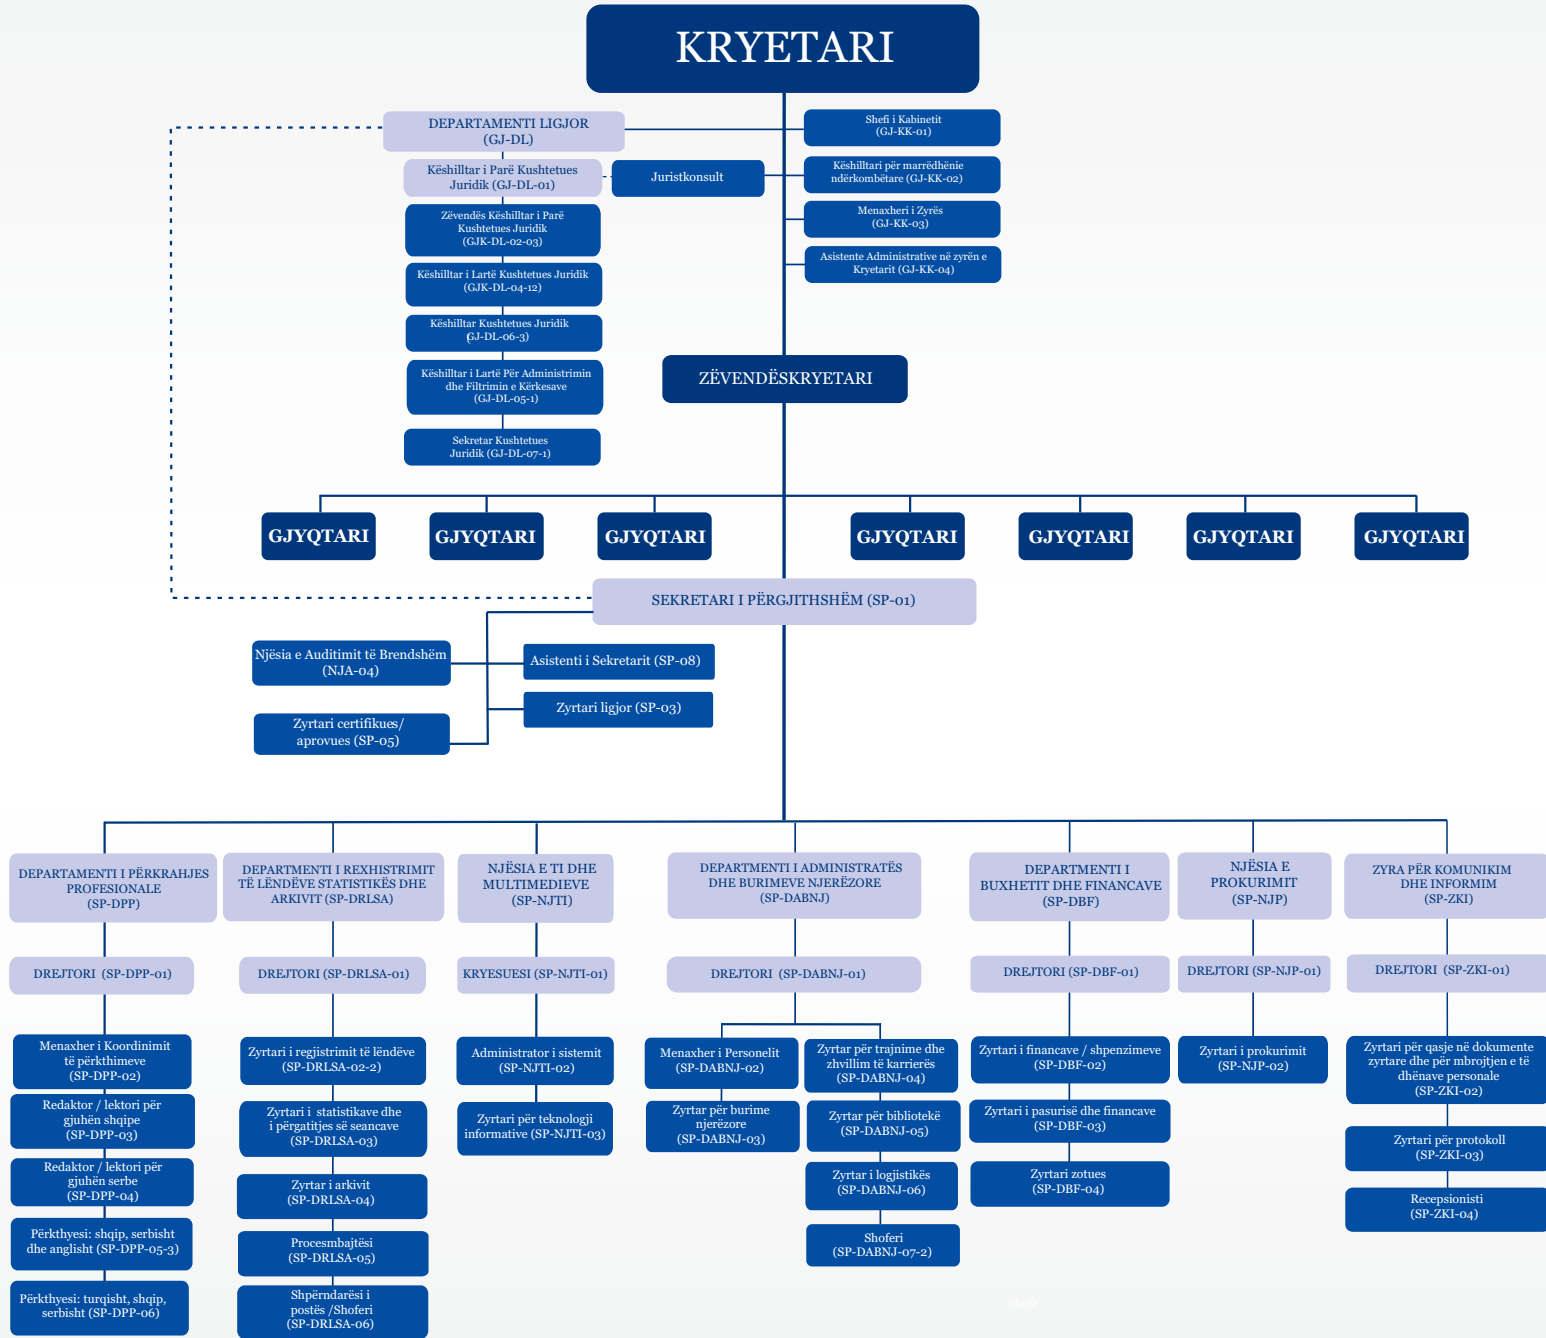 KRYETARI
DEPARTAMENTI LIGJOR
(GJ-DL)
Shefi i Kabinetit
(GJ-KK-01)
Këshilltar i Parë Kushtetues
Juridik (GJ-DL-01)
Juristkonsult
Këshilltari për marrëdhënie
ndërkombëtare (GJ-KK-02)
Zëvendës Këshilltar i Parë
Kushtetues Juridik
(GJK-DL-02-03)
Menaxheri i Zyrës
(GJ-KK-03)
Këshilltar i Lartë Kushtetues Juridik
(GJK-DL-04-12)
Asistente Administrative në zyrën e
Kryetarit (GJ-KK-04)
Këshilltar Kushtetues Juridik
(GJ-DL-06-3)
Këshilltar i Lartë Për Administrimin
dhe Filtrimin e Kërkesave
(GJ-DL-05-1)
Sekretar Kushtetues
Juridik (GJ-DL-07-1)
ZËVENDËSKRYETARI
GJYQTARI
GJYQTARI
GJYQTARI
GJYQTARI
GJYQTARI
GJYQTARI
GJYQTARI
SEKRETARI I PËRGJITHSHËM (SP-01)
Njësia e Auditimit të Brendshëm
(NJA-04)
Asistenti i Sekretarit (SP-08)
Zyrtari certifikues/
aprovues (SP-05)
Zyrtari ligjor (SP-03)
DEPARTAMENTI I PËRKRAHJES
PROFESIONALE
(SP-DPP)
DREJTORI (SP-DPP-01)
Menaxher i Koordinimit
të përkthimeve
(SP-DPP-02)
Redaktor / lektori për
gjuhën shqipe
(SP-DPP-03)
Redaktor / lektori për
gjuhën serbe
(SP-DPP-04)
Përkthyesi: shqip, serbisht
dhe anglisht (SP-DPP-05-3)
Përkthyesi: turqisht, shqip,
serbisht (SP-DPP-06)
DEPARTMENTI I REXHISTRIMIT
TË LËNDËVE STATISTIKËS DHE
ARKIVIT (SP-DRLSA)
DREJTORI (SP-DRLSA-01)
Zyrtari i regjistrimit të lëndëve
(SP-DRLSA-02-2)
Zyrtari i statistikave dhe
i përgatitjes së seancave
(SP-DRLSA-03)
Zyrtar i arkivit
(SP-DRLSA-04)
Procesmbajtësi
(SP-DRLSA-05)
Shpërndarësi i
postës /Shoferi
(SP-DRLSA-06)
NJËSIA E TI DHE
MULTIMEDIEVE
(SP-NJTI)
KRYESUESI (SP-NJTI-01)
Administrator i sistemit
(SP-NJTI-02)
Zyrtari për teknologji
informative (SP-NJTI-03)
DEPARTMENTI I ADMINISTRATËS
DHE BURIMEVE NJERËZORE
(SP-DABNJ)
DREJTORI (SP-DABNJ-01)
Menaxher i Personelit
(SP-DABNJ-02)
Zyrtar për burime
njerëzore
(SP-DABNJ-03)
Zyrtar për trajnime dhe
zhvillim të karrierës
(SP-DABNJ-04)
Zyrtar për bibliotekë
(SP-DABNJ-05)
Zyrtar i logjistikës
(SP-DABNJ-06)
Shoferi
(SP-DABNJ-07-2)
DEPARTMENTI I
BUXHETIT DHE FINANCAVE
(SP-DBF)
DREJTORI (SP-DBF-01)
Zyrtari i financave / shpenzimeve
(SP-DBF-02)
Zyrtari i pasurisë dhe financave
(SP-DBF-03)
Zyrtari zotues
(SP-DBF-04)
NJËSIA E
PROKURIMIT
(SP-NJP)
DREJTORI (SP-NJP-01)
Zyrtari i prokurimit
(SP-NJP-02)
ZYRA PËR KOMUNIKIM
DHE INFORMIM
(SP-ZKI)
DREJTORI (SP-ZKI-01)
Zyrtari për qasje në dokumente
zyrtare dhe për mbrojtjen e të
dhënave personale
(SP-ZKI-02)
Zyrtari për protokoll
(SP-ZKI-03)
Recepsionisti
(SP-ZKI-04)